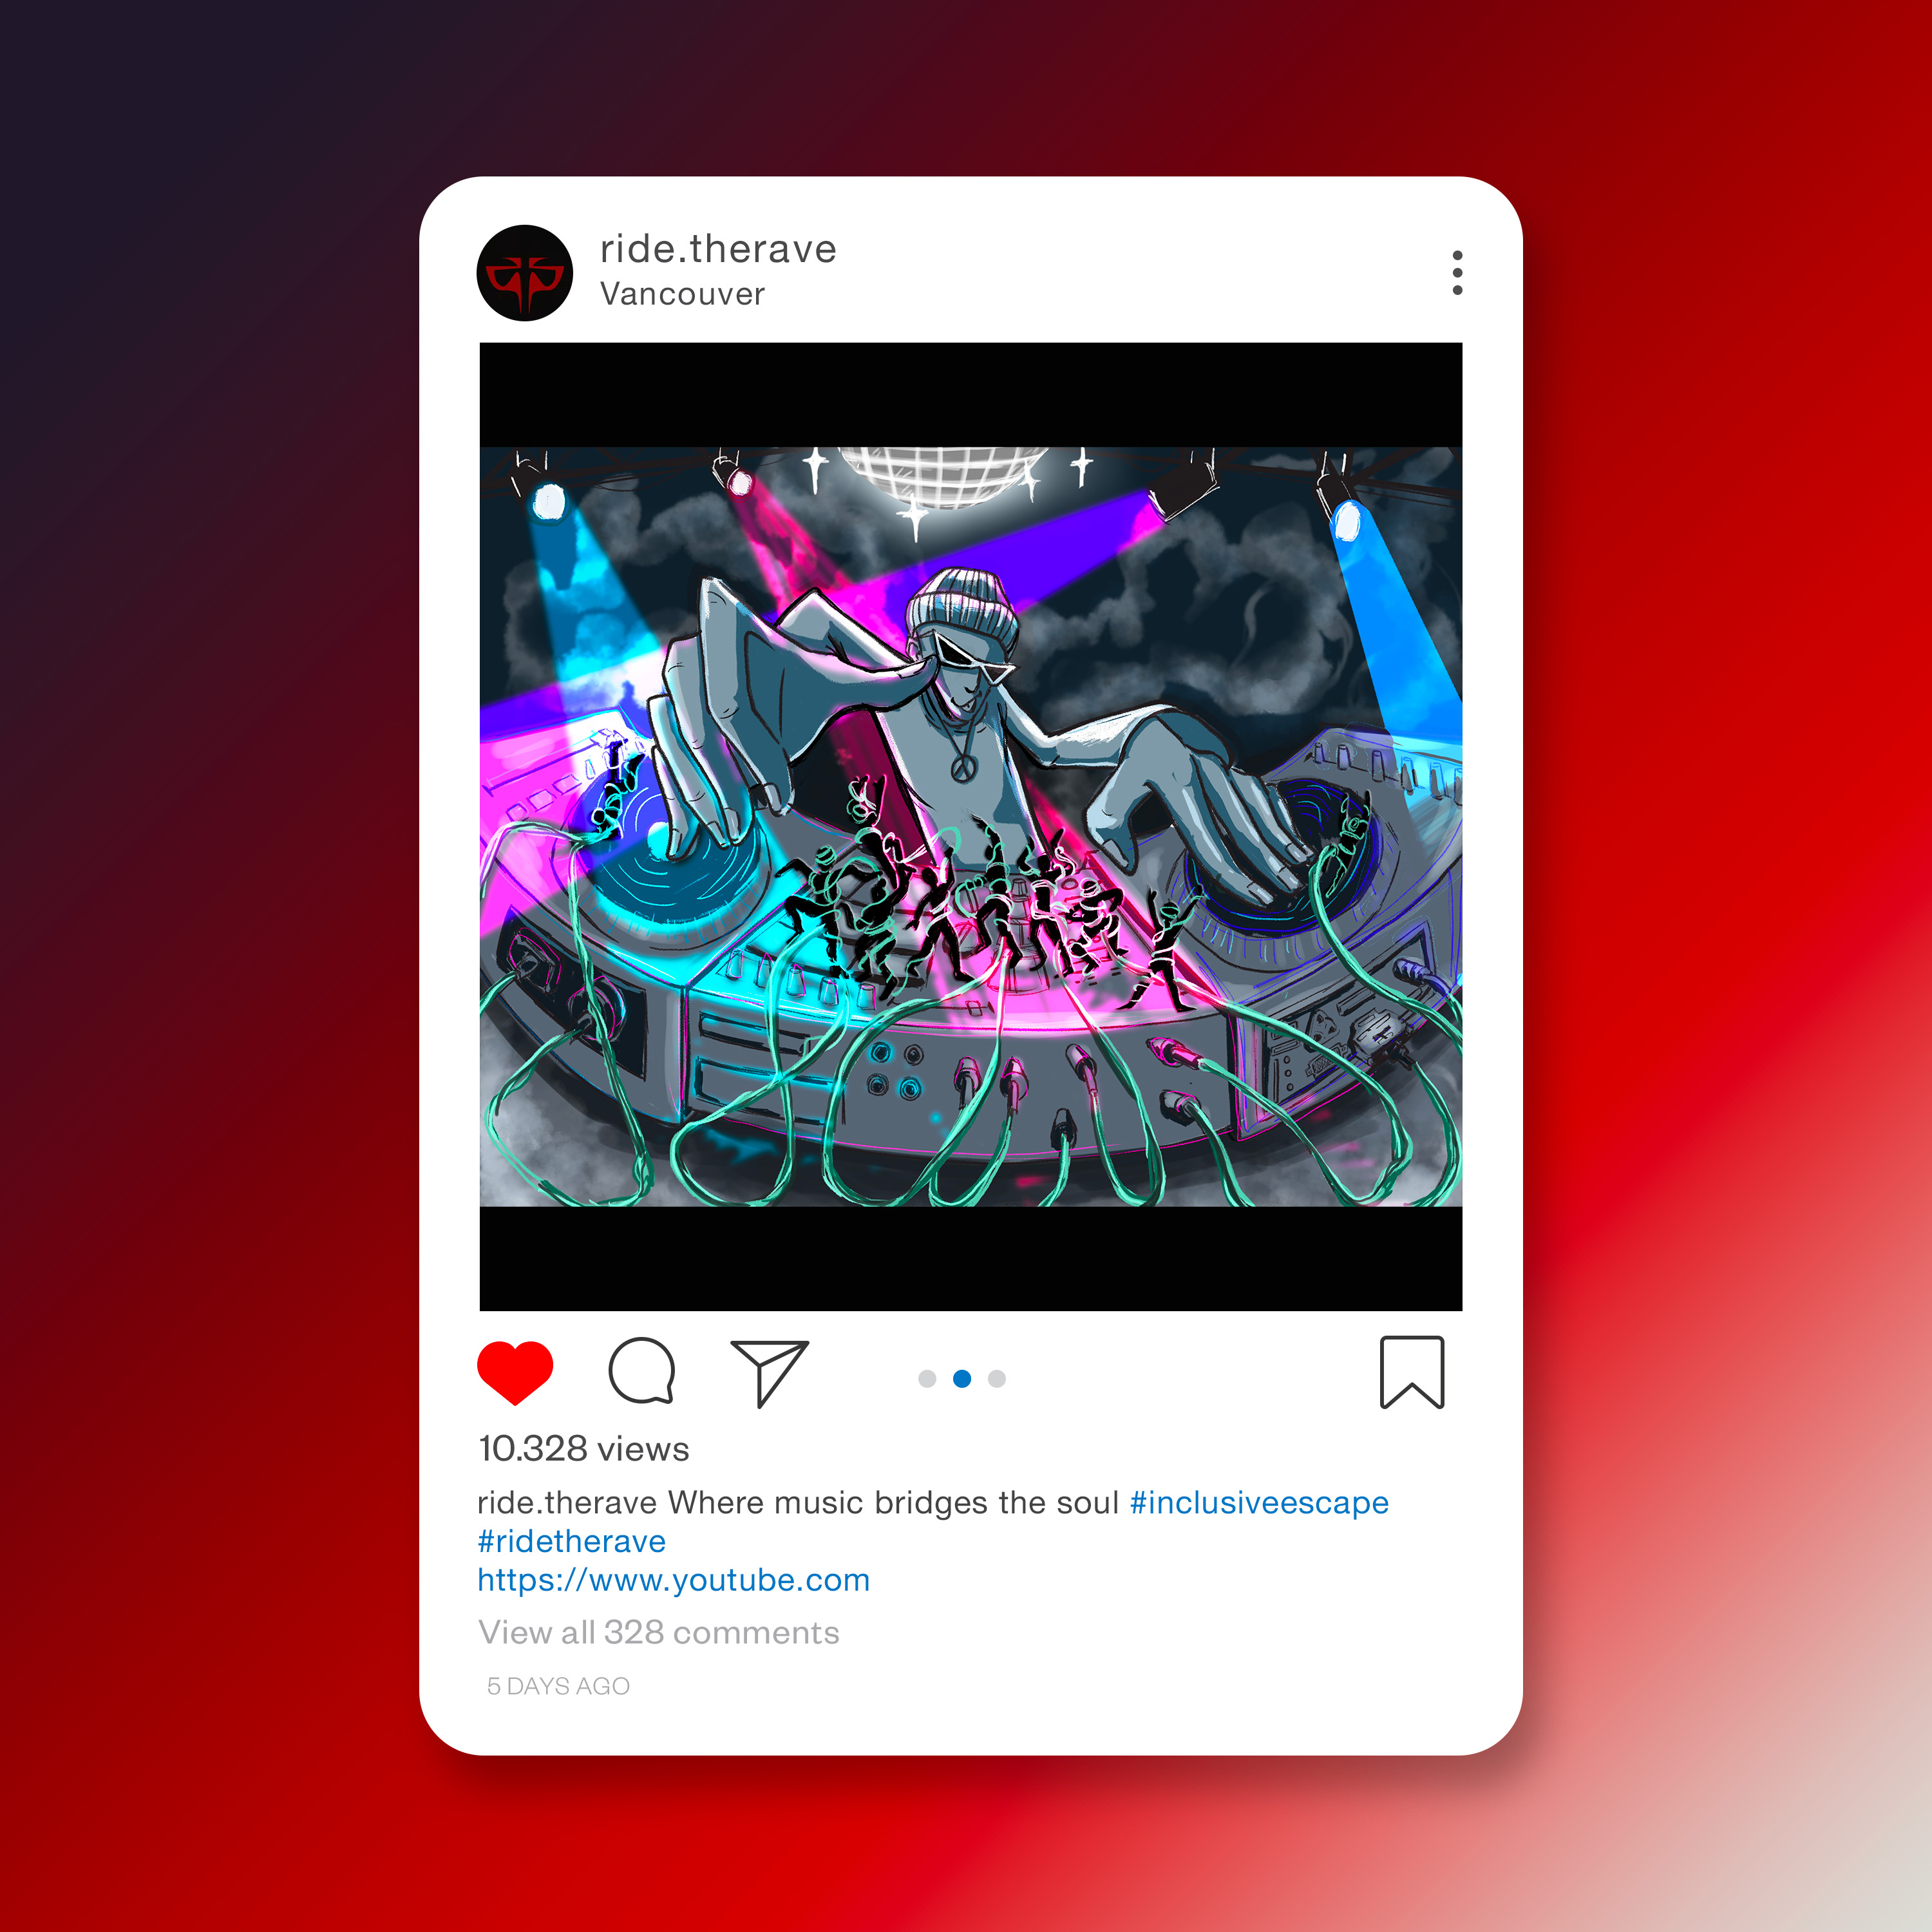 ride.therave
Vancouver
10.328 views
ride.therave Where music bridges the soul #inclusiveescape
#ridetherave
https://www.youtube.com
View all 328 comments
5 DAYS AGO